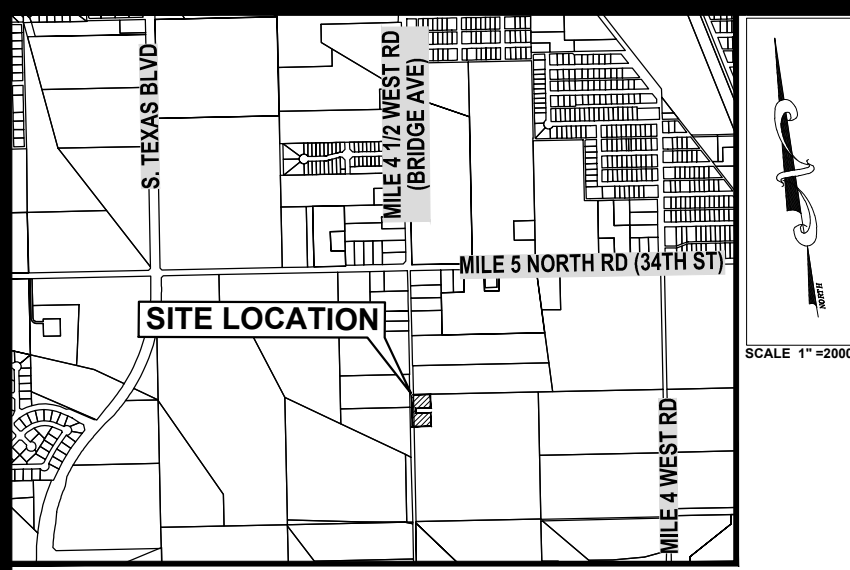 S. TEXAS BLVD
MILE 4 1/2 WEST RD
(BRIDGE AVE)
MILE 5 NORTH RD (34TH ST)
SITE LOCATION
MILE 4 WEST RD
NORTH
SCALE 1" =2000